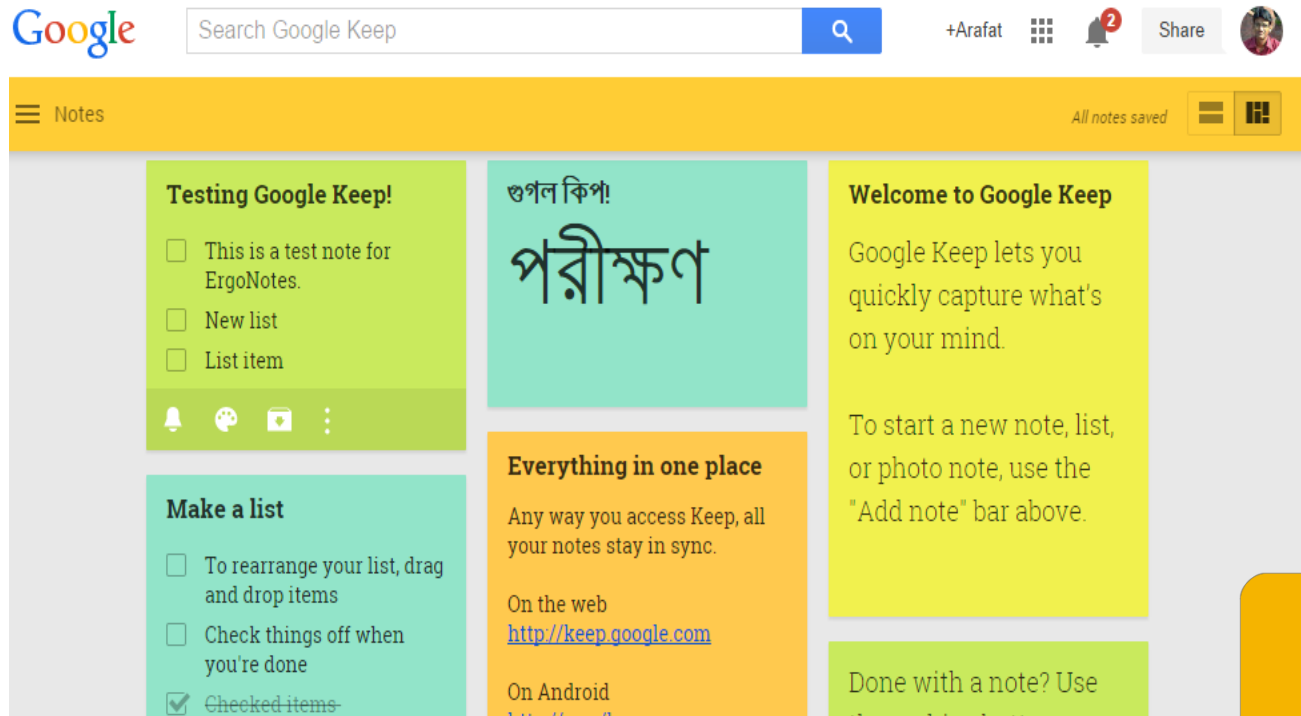 Google
Search Google Keep
+Arafat
2
Share
Notes
All notes saved
Testing Google Keep!
This is a test note for
ErgoNotes.
New list
List item
Make a list
To rearrange your list, drag
and drop items
Check things off when
you're done
Checked items
গুগল কিপ!
পরীক্ষণ
Everything in one place
Any way you access Keep, all
your notes stay in sync.
On the web
http://keep.google.com
On Android
Welcome to Google Keep
Google Keep lets you
quickly capture what's
on your mind.
To start a new note, list,
or photo note, use the
"Add note" bar above.
Done with a note? Use